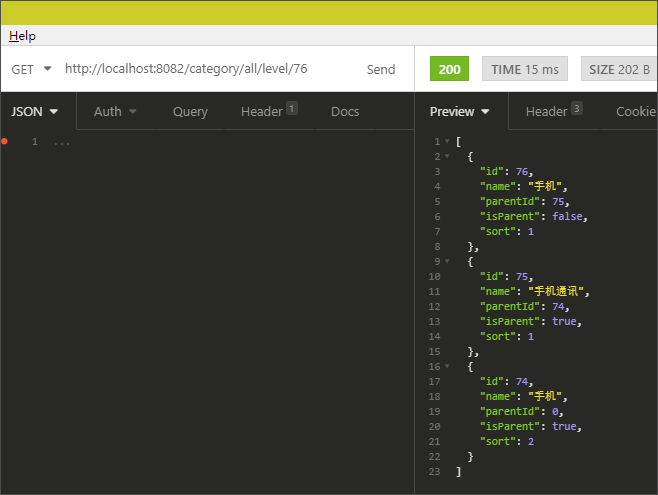 Help
GET http://localhost:8082/category/all/level/76 Send 200 TIME 15 ms SIZE 202 B
JSON Auth Query Header 1 Docs Preview Header 3 Cookie
1 ...
1 [
2 {
3 "id": 76,
4 "name": "手机",
5 "parentId": 75,
6 "isParent": false,
7 "sort": 1
8 },
9 {
10 "id": 75,
11 "name": "手机通讯",
12 "parentId": 74,
13 "isParent": true,
14 "sort": 1
15 },
16 {
17 "id": 74,
18 "name": "手机",
19 "parentId": 0,
20 "isParent": true,
21 "sort": 2
22 }
23 ]